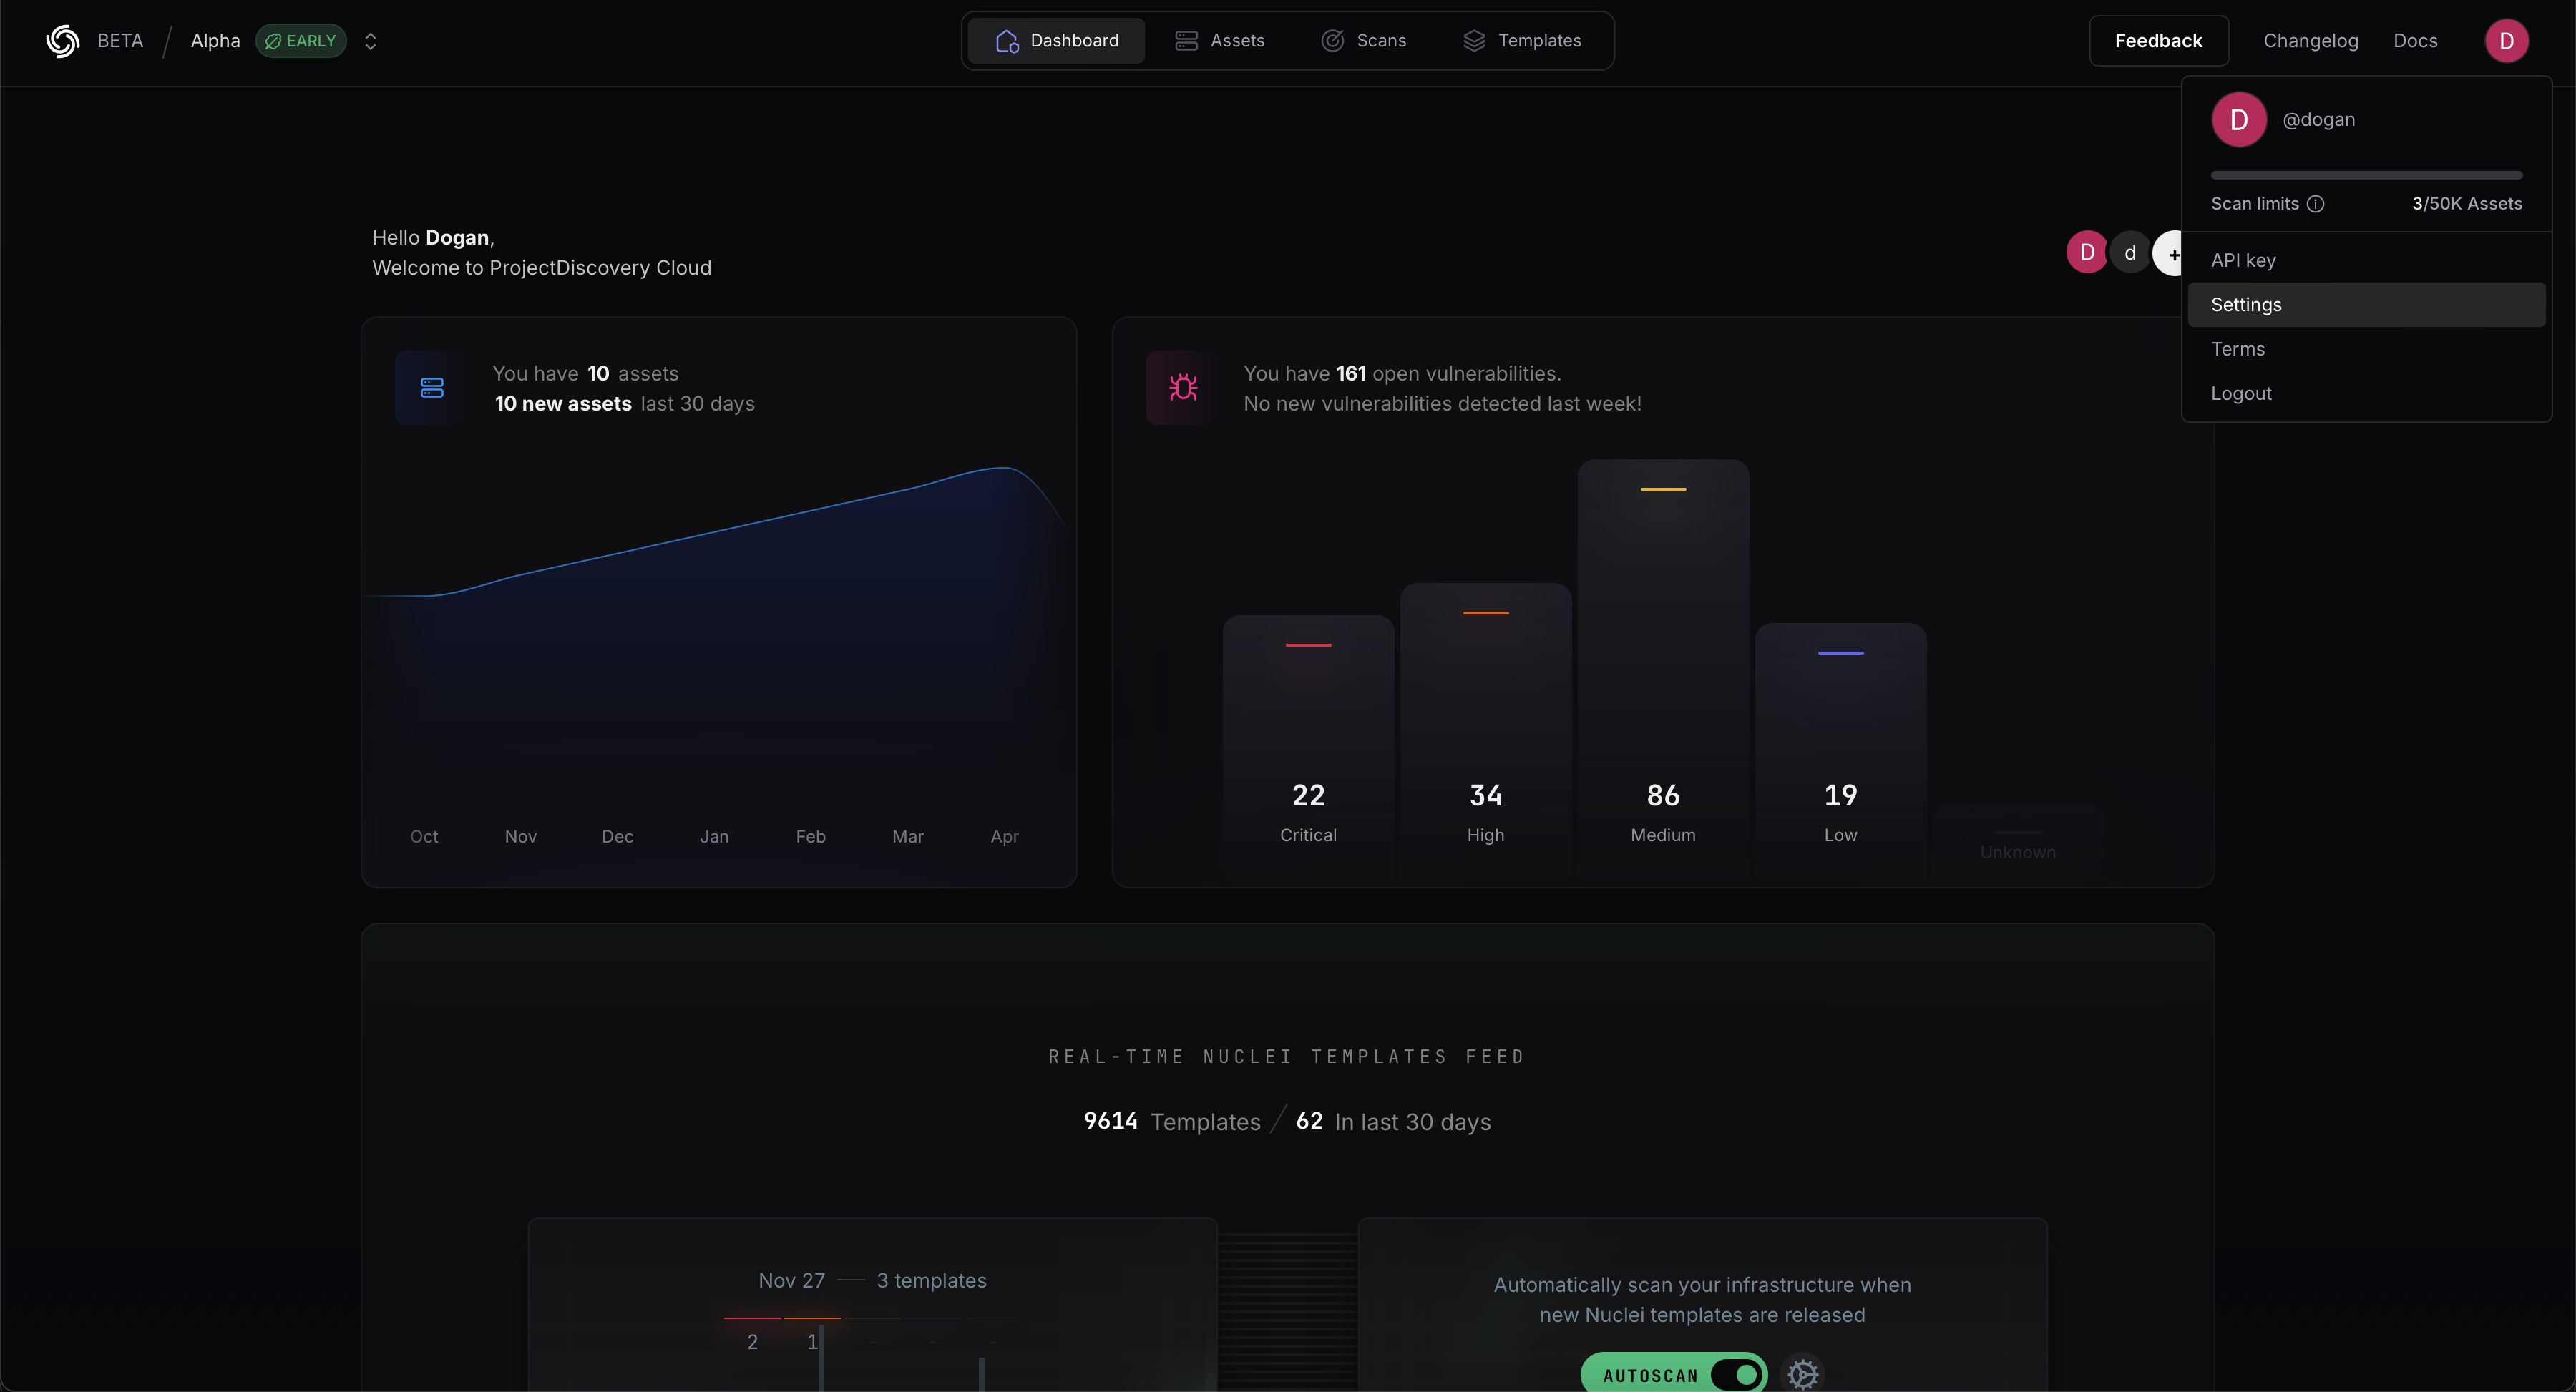 BETA / Alpha EARLY
Dashboard Assets Scans Templates
Feedback Changelog Docs D
D @dogan
Scan limits 3/50K Assets
API key
Settings
Terms
Logout
Hello Dogan,
Welcome to ProjectDiscovery Cloud
D d +
You have 10 assets
10 new assets last 30 days
Oct Nov Dec Jan Feb Mar Apr
You have 161 open vulnerabilities.
No new vulnerabilities detected last week!
22 34 86 19
Critical High Medium Low
Unknown
REAL-TIME NUCLEI TEMPLATES FEED
9614 Templates / 62 In last 30 days
Nov 27 — 3 templates
2 1 - - -
Automatically scan your infrastructure when
new Nuclei templates are released
AUTOSCAN